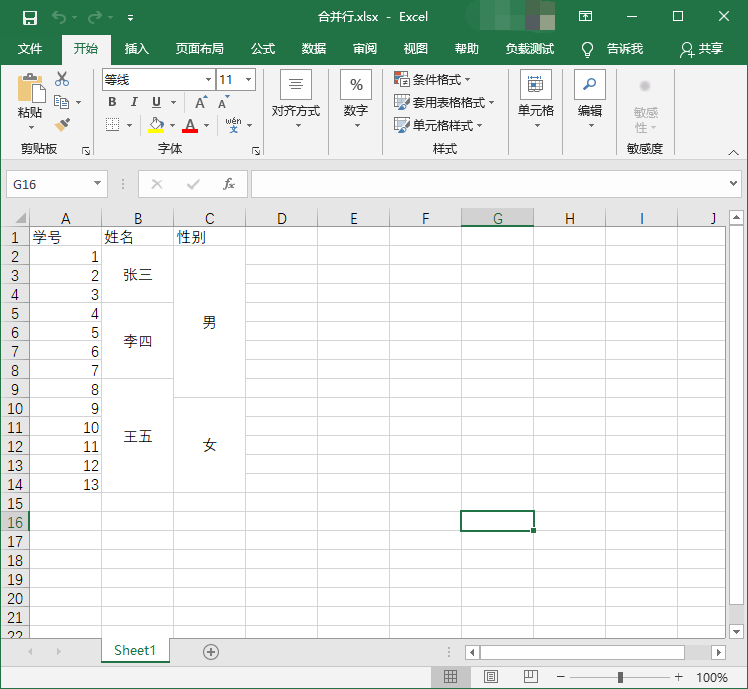 合并行.xlsx - Excel
文件 开始 插入 页面布局 公式 数据 审阅 视图 帮助 负载测试 告诉我 共享
粘贴
剪贴板
等线 11
B I U A A
A wén 文
字体
对齐方式
%
数字
条件格式
套用表格格式
单元格样式
样式
单元格
编辑
敏感性
敏感度
G16 fx
A B C D E F G H I J
1 学号 姓名 性别
2 1
3 2 张三
4 3
5 4 男
6 5
7 6 李四
8 7
9 8
10 9
11 10
12 11 王五 女
13 12
14 13
15
16
17
18
19
20
21
22
Sheet1
100%